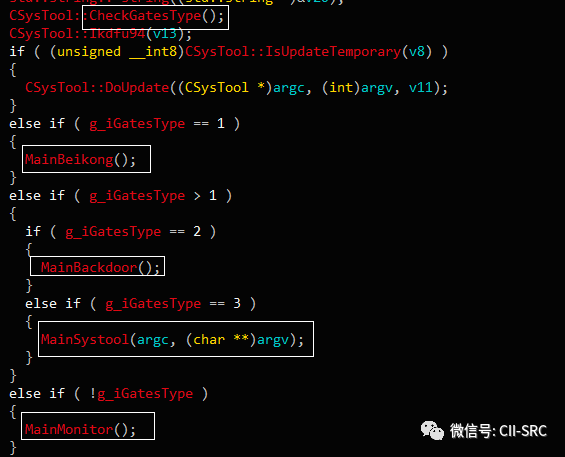 CSysTool::CheckGatesType();
CSysTool::Ikdfu94(v13);
if ( (unsigned __int8)CSysTool::IsUpdateTemporary(v8) )
{
CSysTool::DoUpdate((CSysTool *)argc, (int)argv, v11);
}
else if ( g_iGatesType == 1 )
{
MainBeikong();
}
else if ( g_iGatesType > 1 )
{
if ( g_iGatesType == 2 )
{
MainBackdoor();
}
else if ( g_iGatesType == 3 )
{
MainSystool(argc, (char **)argv);
}
}
else if ( !g_iGatesType )
{
MainMonitor();
}
微信号: CII-SRC